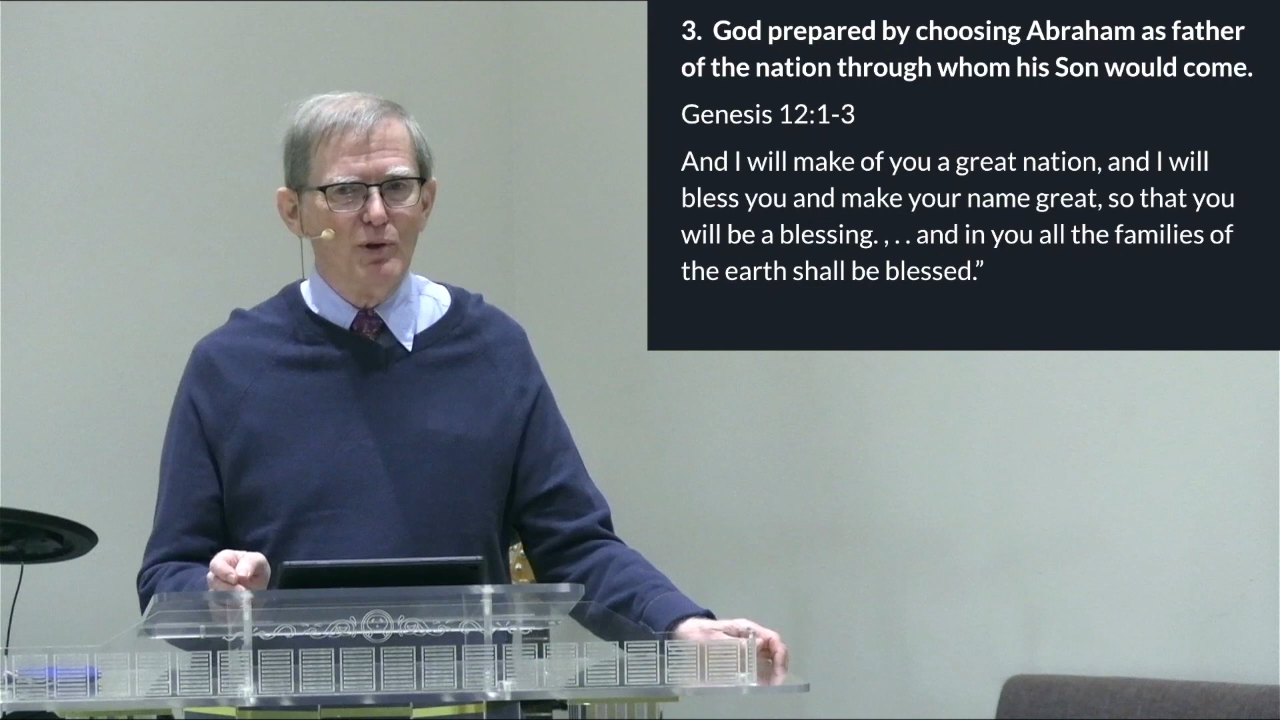 3. God prepared by choosing Abraham as father
of the nation through whom his Son would come.
Genesis 12:1-3
And I will make of you a great nation, and I will
bless you and make your name great, so that you
will be a blessing. , . . and in you all the families of
the earth shall be blessed.”